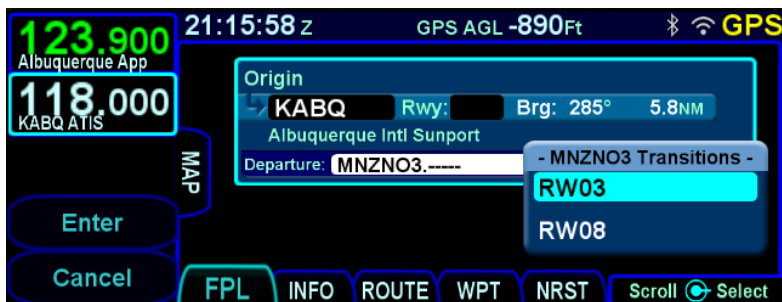 123.900
Albuquerque App
118.000
KABQ ATIS
Enter
Cancel
21:15:58 Z GPS AGL -890Ft GPS
MAP
Origin
KABQ Rwy: Brg: 285° 5.8NM
Albuquerque Intl Sunport
Departure: MNZNO3.-----
- MNZNO3 Transitions -
RW03
RW08
FPL INFO ROUTE WPT NRST Scroll Select